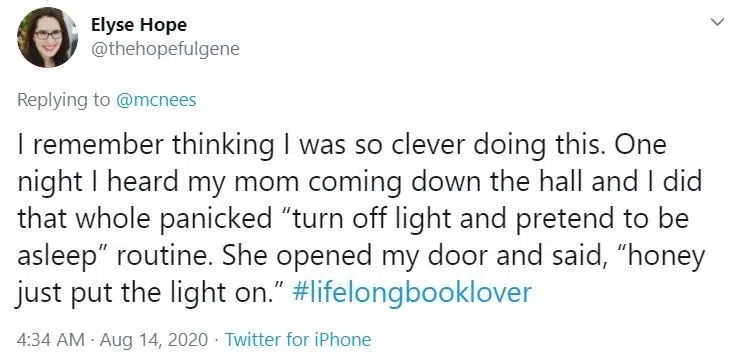 Elyse Hope
@thehopefulgene
Replying to @mcnees
I remember thinking I was so clever doing this. One
night I heard my mom coming down the hall and I did
that whole panicked “turn off light and pretend to be
asleep” routine. She opened my door and said, “honey
just put the light on.” #lifelongbooklover
4:34 AM · Aug 14, 2020 · Twitter for iPhone